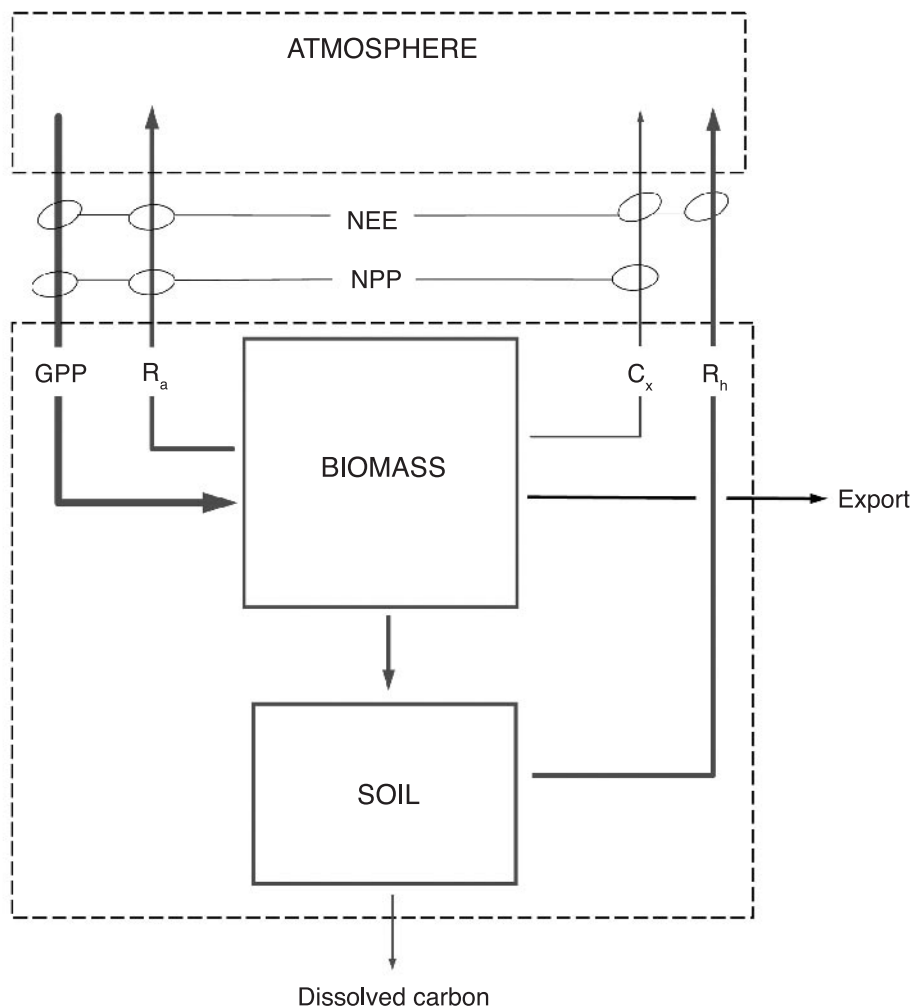 ATMOSPHERE
NEE
NPP
GPP Ra Cx Rh
BIOMASS
Export
SOIL
Dissolved carbon